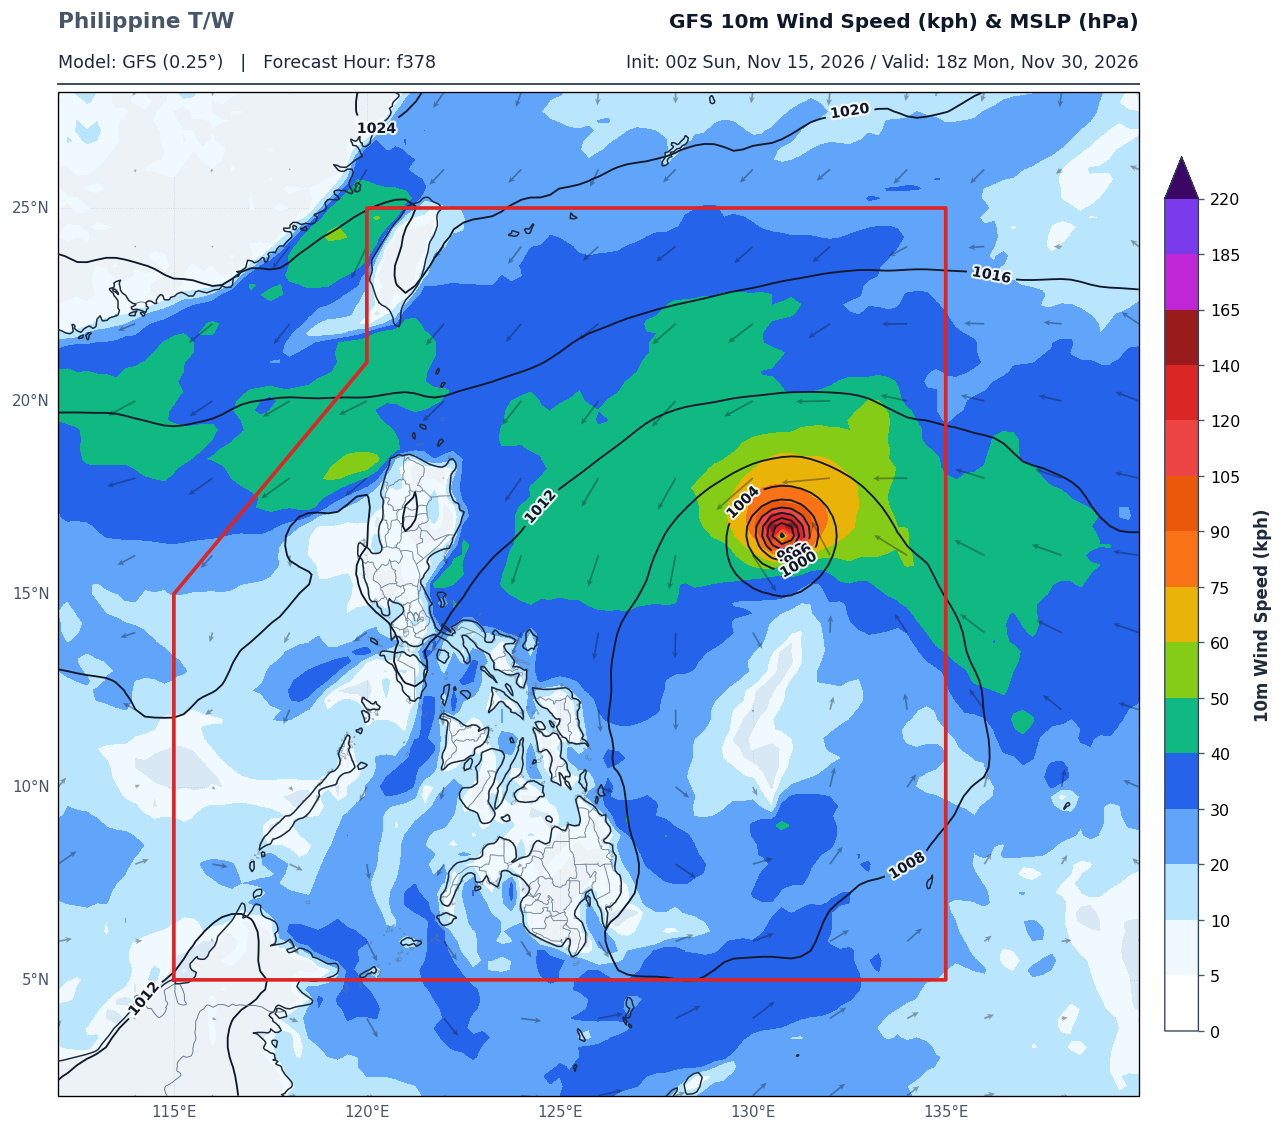 Philippine T/W
GFS 10m Wind Speed (kph) & MSLP (hPa)
Model: GFS (0.25°) | Forecast Hour: f378
Init: 00z Sun, Nov 15, 2026 / Valid: 18z Mon, Nov 30, 2026
1024
1020
1016
1012
1004
996
1000
1008
1012
25°N
20°N
15°N
10°N
5°N
115°E
120°E
125°E
130°E
135°E
220
185
165
140
120
105
90
75
60
50
40
30
20
10
5
0
10m Wind Speed (kph)